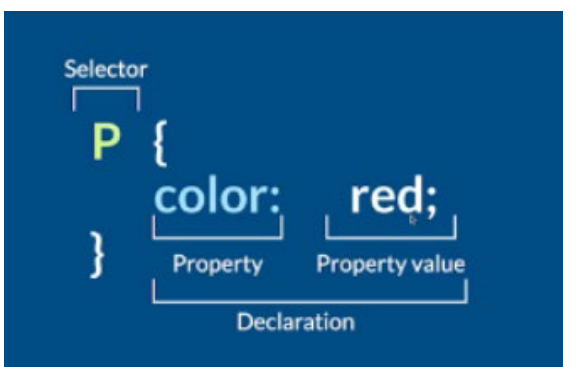 Selector
P {
color: red;
}
Property Property value
Declaration